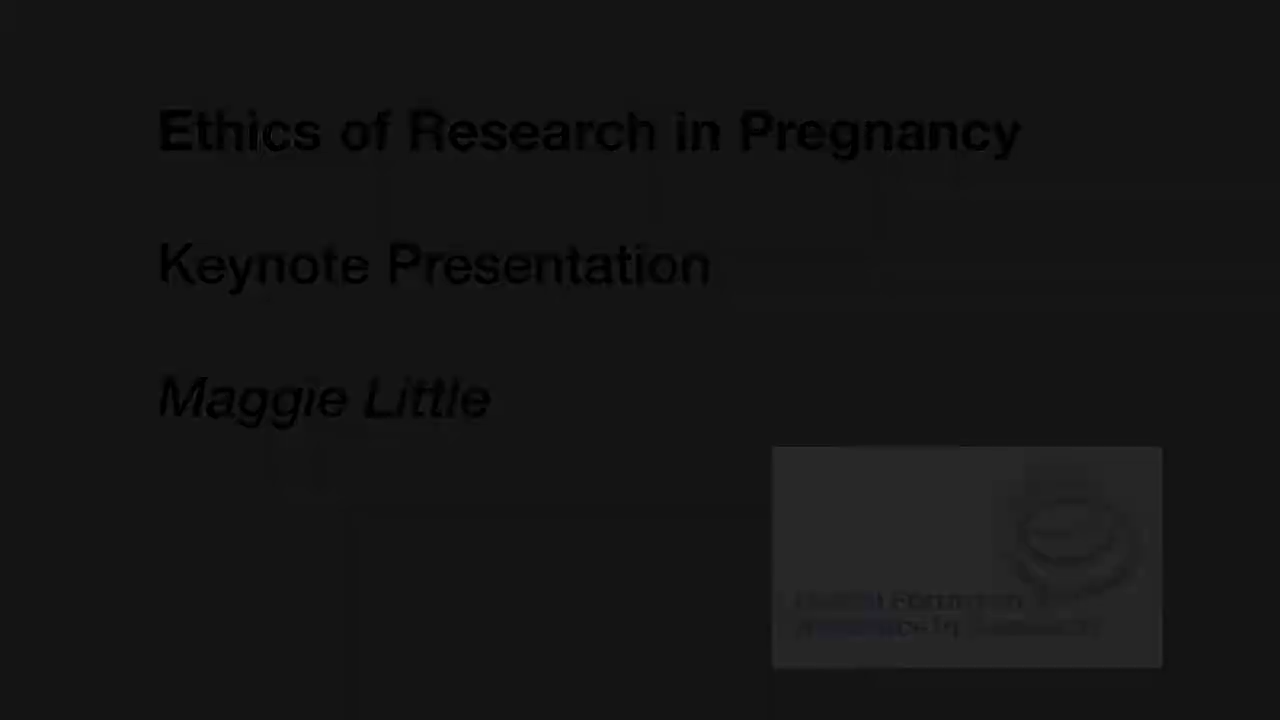 Ethics of Research in Pregnancy
Keynote Presentation
Maggie Little